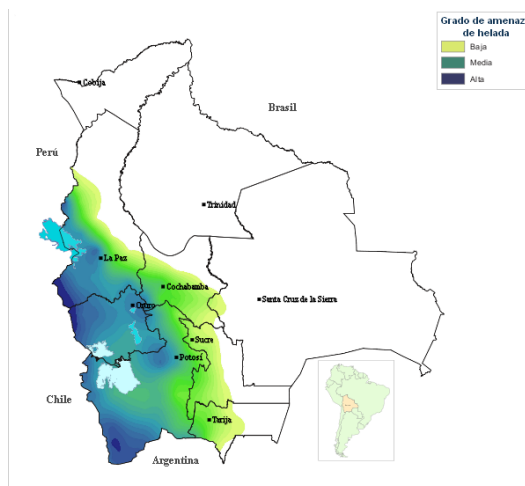 Grado de amenaz
de helada
Baja
Media
Alta
Cobija
Brasil
Perú
Trinidad
La Paz
Cochabamba
Santa Cruz de la Sierra
Oruro
Sucre
Potosí
Chile
Tarija
Argentina